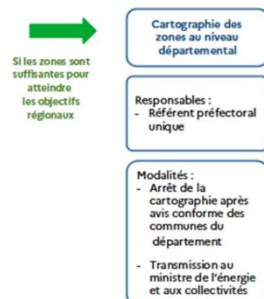 Si les zones sont
suffisantes pour
atteindre
les objectifs
régionaux
Cartographie des
zones au niveau
départemental
Responsables :
- Référent préfectoral
unique
Modalités :
- Arrêt de la
cartographie après
avis conforme des
communes du
département
- Transmission au
ministre de l'énergie
et aux collectivités